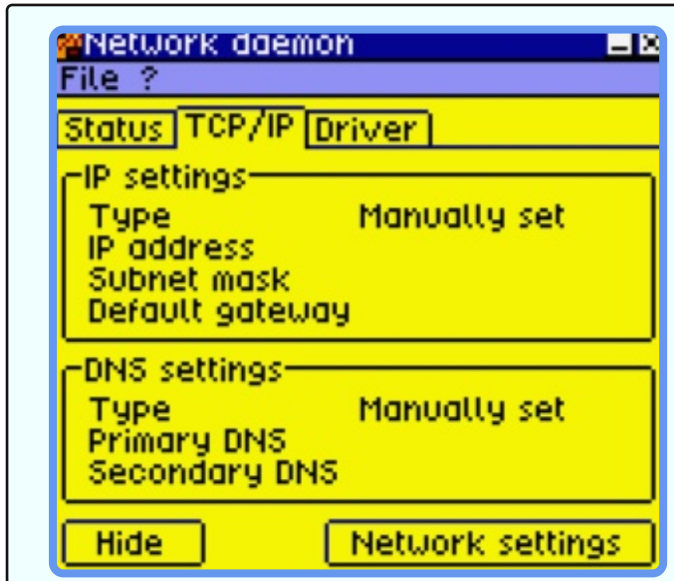 Network daemon
File ?
Status TCP/IP Driver
IP settings
Type Manually set
IP address
Subnet mask
Default gateway
DNS settings
Type Manually set
Primary DNS
Secondary DNS
Hide Network settings